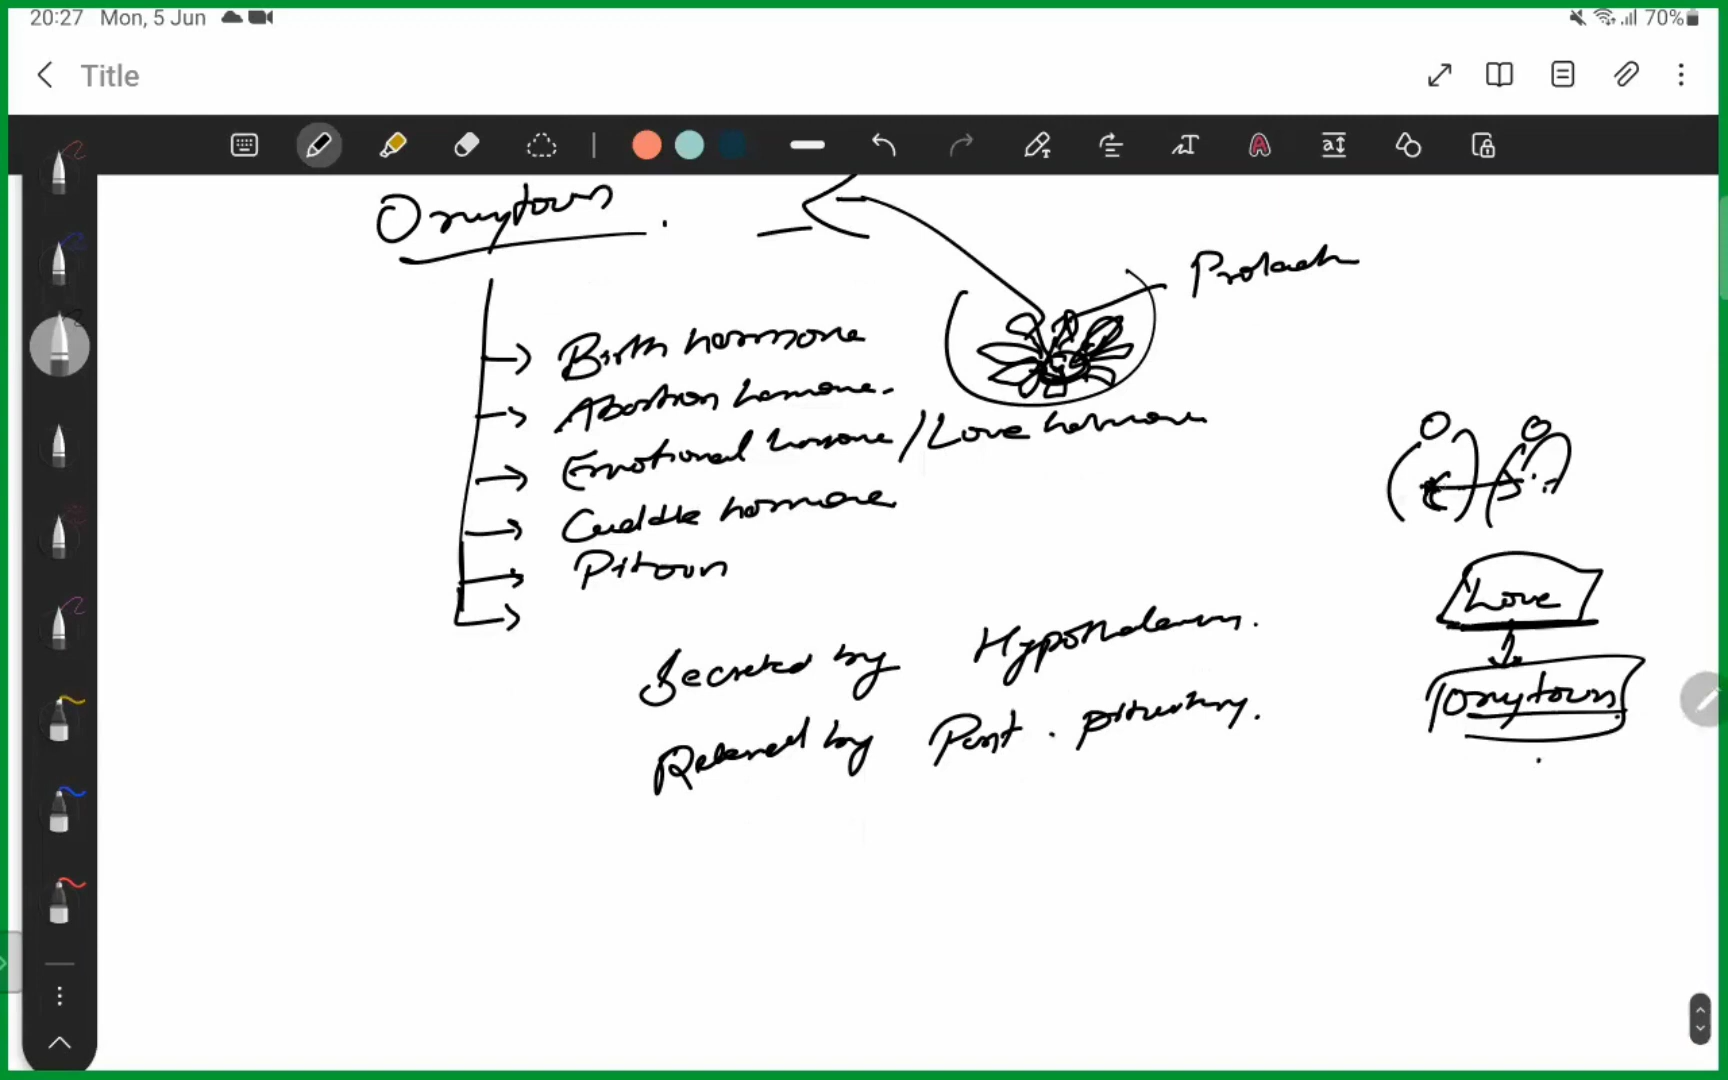 20:27 Mon, 5 Jun
70%
Title
Oxytocin
Prolactin
Birth hormone
Abortion hormone.
Emotional hormone / Love hormone
Cuddle hormone
Pitocin
Secreted by Hypothalamus.
Released by Post. pituitary.
Love
Oxytocin